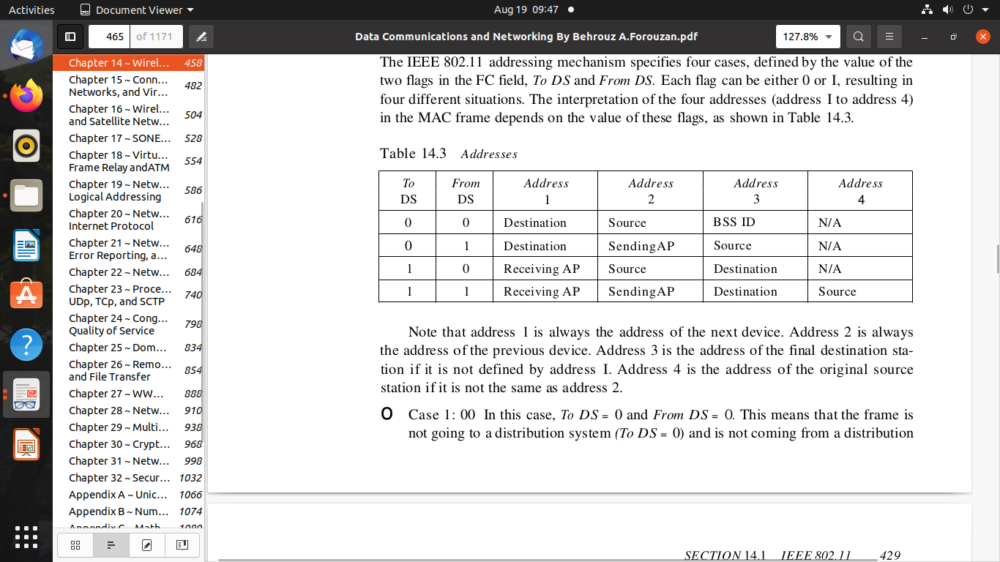 Activities
Document Viewer
Aug 19 09:47
465
of 1171
Data Communications and Networking By Behrouz A.Forouzan.pdf
127.8%
Chapter 14 ~ Wirel... 458
Chapter 15 ~ Conn...
Networks, and Vir... 482
Chapter 16 ~ Wirel...
and Satellite Netw... 504
Chapter 17 ~ SONE... 528
Chapter 18 ~ Virtu...
Frame Relay andATM 554
Chapter 19 ~ Netw...
Logical Addressing 586
Chapter 20 ~ Netw...
Internet Protocol 616
Chapter 21 ~ Netw...
Error Reporting, a... 648
Chapter 22 ~ Netw... 684
Chapter 23 ~ Proce...
UDp, TCp, and SCTP 740
Chapter 24 ~ Cong...
Quality of Service 798
Chapter 25 ~ Dom... 834
Chapter 26 ~ Remo...
and File Transfer 854
Chapter 27 ~ WW... 888
Chapter 28 ~ Netw... 910
Chapter 29 ~ Multi... 938
Chapter 30 ~ Crypt... 968
Chapter 31 ~ Netw... 998
Chapter 32 ~ Secur... 1032
Appendix A ~ Unic... 1066
Appendix B ~ Num... 1074
Appendix C ~ Math... 1080
The IEEE 802.11 addressing mechanism specifies four cases, defined by the value of the
two flags in the FC field, To DS and From DS. Each flag can be either 0 or I, resulting in
four different situations. The interpretation of the four addresses (address I to address 4)
in the MAC frame depends on the value of these flags, as shown in Table 14.3.
Table 14.3 Addresses
To DS From DS Address 1 Address 2 Address 3 Address 4
0 0 Destination Source BSS ID N/A
0 1 Destination SendingAP Source N/A
1 0 Receiving AP Source Destination N/A
1 1 Receiving AP SendingAP Destination Source
Note that address 1 is always the address of the next device. Address 2 is always
the address of the previous device. Address 3 is the address of the final destination sta-
tion if it is not defined by address I. Address 4 is the address of the original source
station if it is not the same as address 2.
O Case 1: 00 In this case, To DS = 0 and From DS = 0. This means that the frame is
not going to a distribution system (To DS = 0) and is not coming from a distribution
SECTION 14.1 IEEE 802.11 429